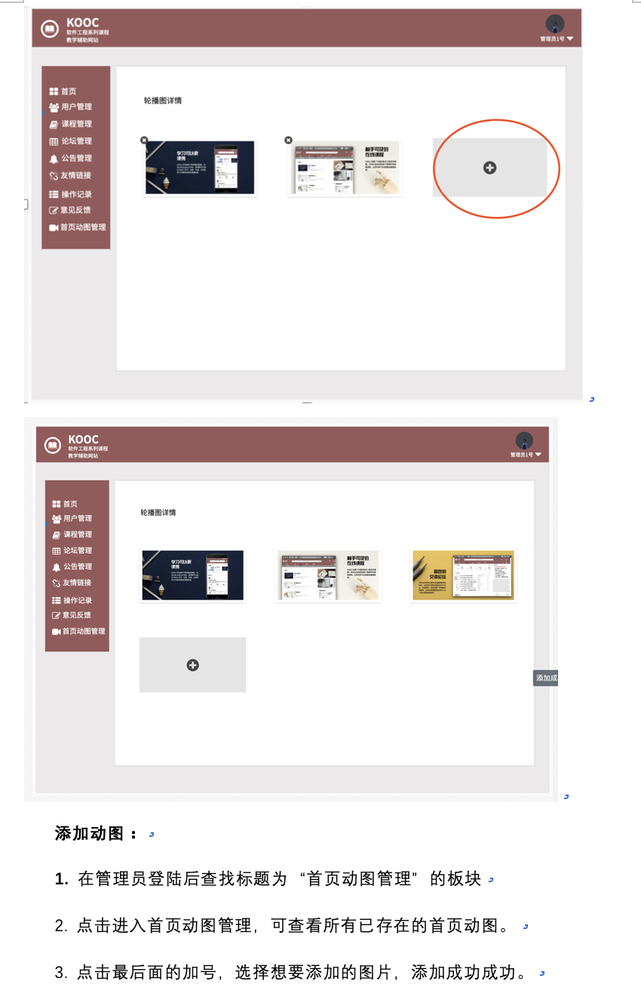 KOOC
软件工程系列课程
教学辅助网站
管理员1号
首页
用户管理
课程管理
论坛管理
公告管理
友情链接
操作记录
意见反馈
首页动图管理
轮播图详情
学习可以更
便携
触手可及的
在线课程
KOOC
软件工程系列课程
教学辅助网站
管理员1号
首页
用户管理
课程管理
论坛管理
公告管理
友情链接
操作记录
意见反馈
首页动图管理
轮播图详情
学习可以更
便携
触手可及的
在线课程
高效的
交流论坛
添加成
添加动图：
1. 在管理员登陆后查找标题为 “首页动图管理” 的板块
2. 点击进入首页动图管理，可查看所有已存在的首页动图。
3. 点击最后面的加号，选择想要添加的图片，添加成功成功。